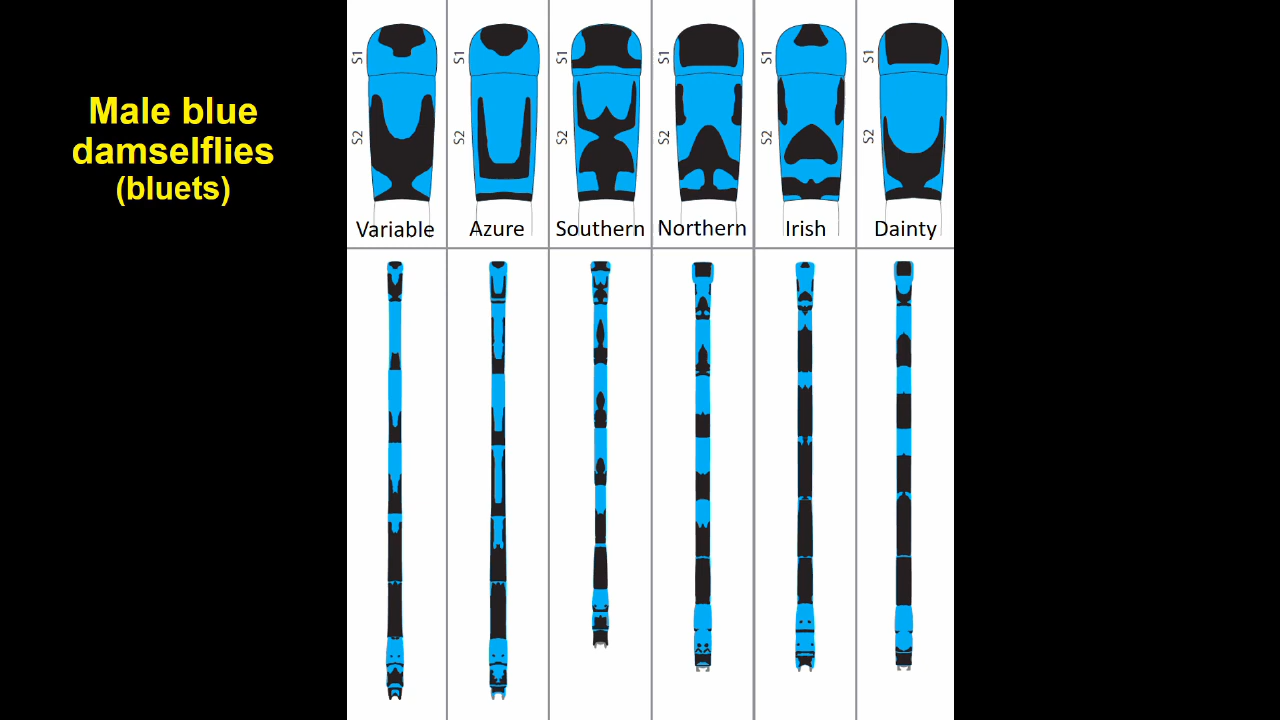 Male blue
damselflies
(bluets)
S1 S1 S1 S1 S1 S1
S2 S2 S2 S2 S2 S2
Variable Azure Southern Northern Irish Dainty